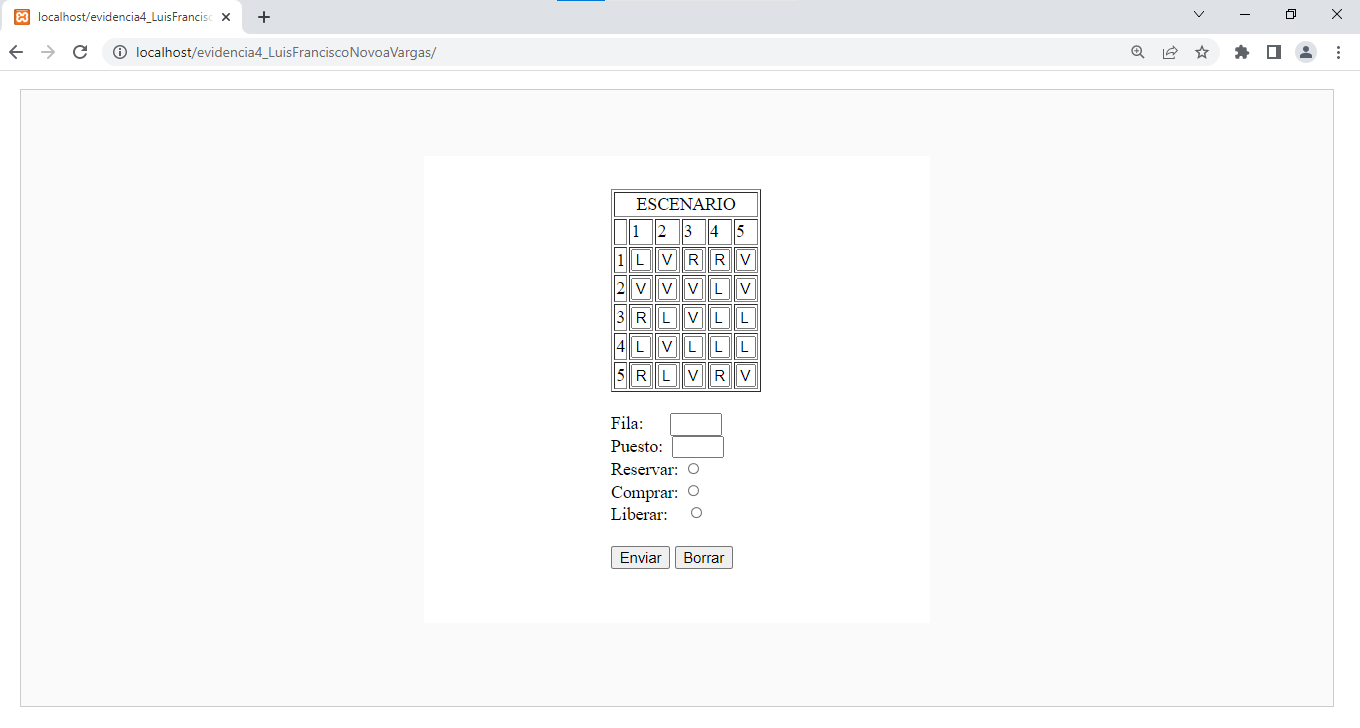 localhost/evidencia4_LuisFrancisc
localhost/evidencia4_LuisFranciscoNovoaVargas/
ESCENARIO
1 2 3 4 5
1 L V R R V
2 V V V L V
3 R L V L L
4 L V L L L
5 R L V R V
Fila:
Puesto:
Reservar:
Comprar:
Liberar:
Enviar Borrar